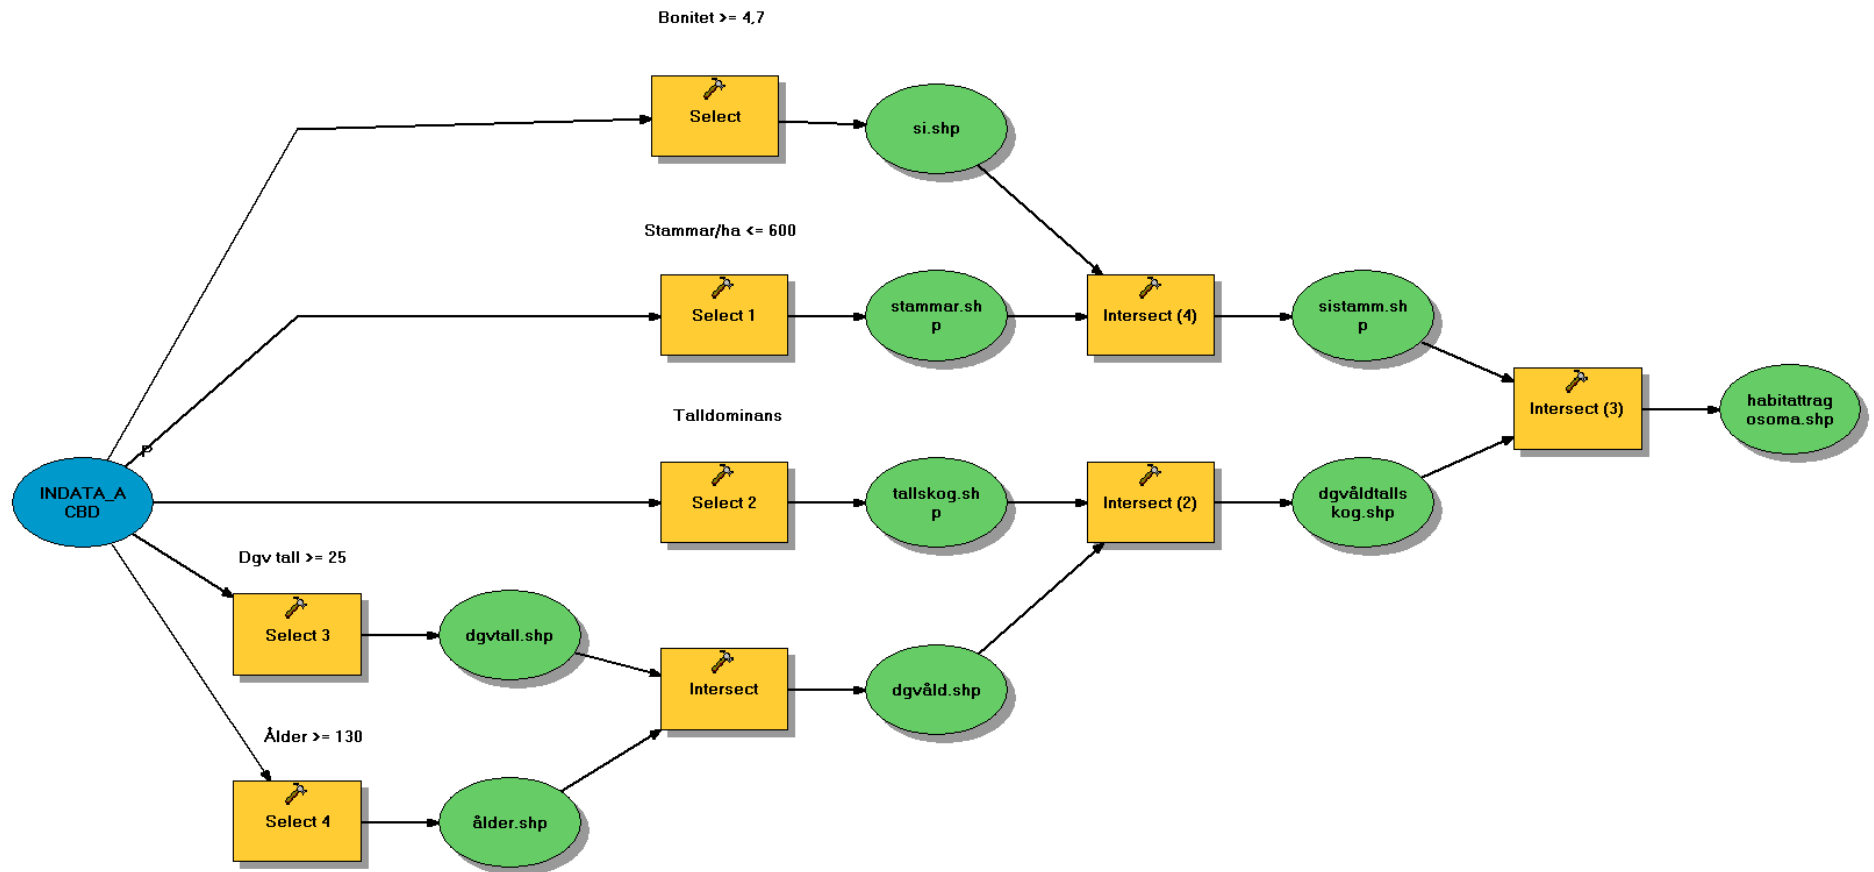 Bonitet >= 4,7
Select
si.shp
Stammar/ha <= 600
Select 1
stammar.sh
p
Intersect (4)
sistamm.sh
p
Intersect (3)
habitattrag
osoma.shp
Talldominans
P
INDATA_A
CBD
Select 2
tallskog.sh
p
Intersect (2)
dgvåldtalls
kog.shp
Dgv tall >= 25
Select 3
dgvtall.shp
Intersect
dgvåld.shp
Ålder >= 130
Select 4
ålder.shp